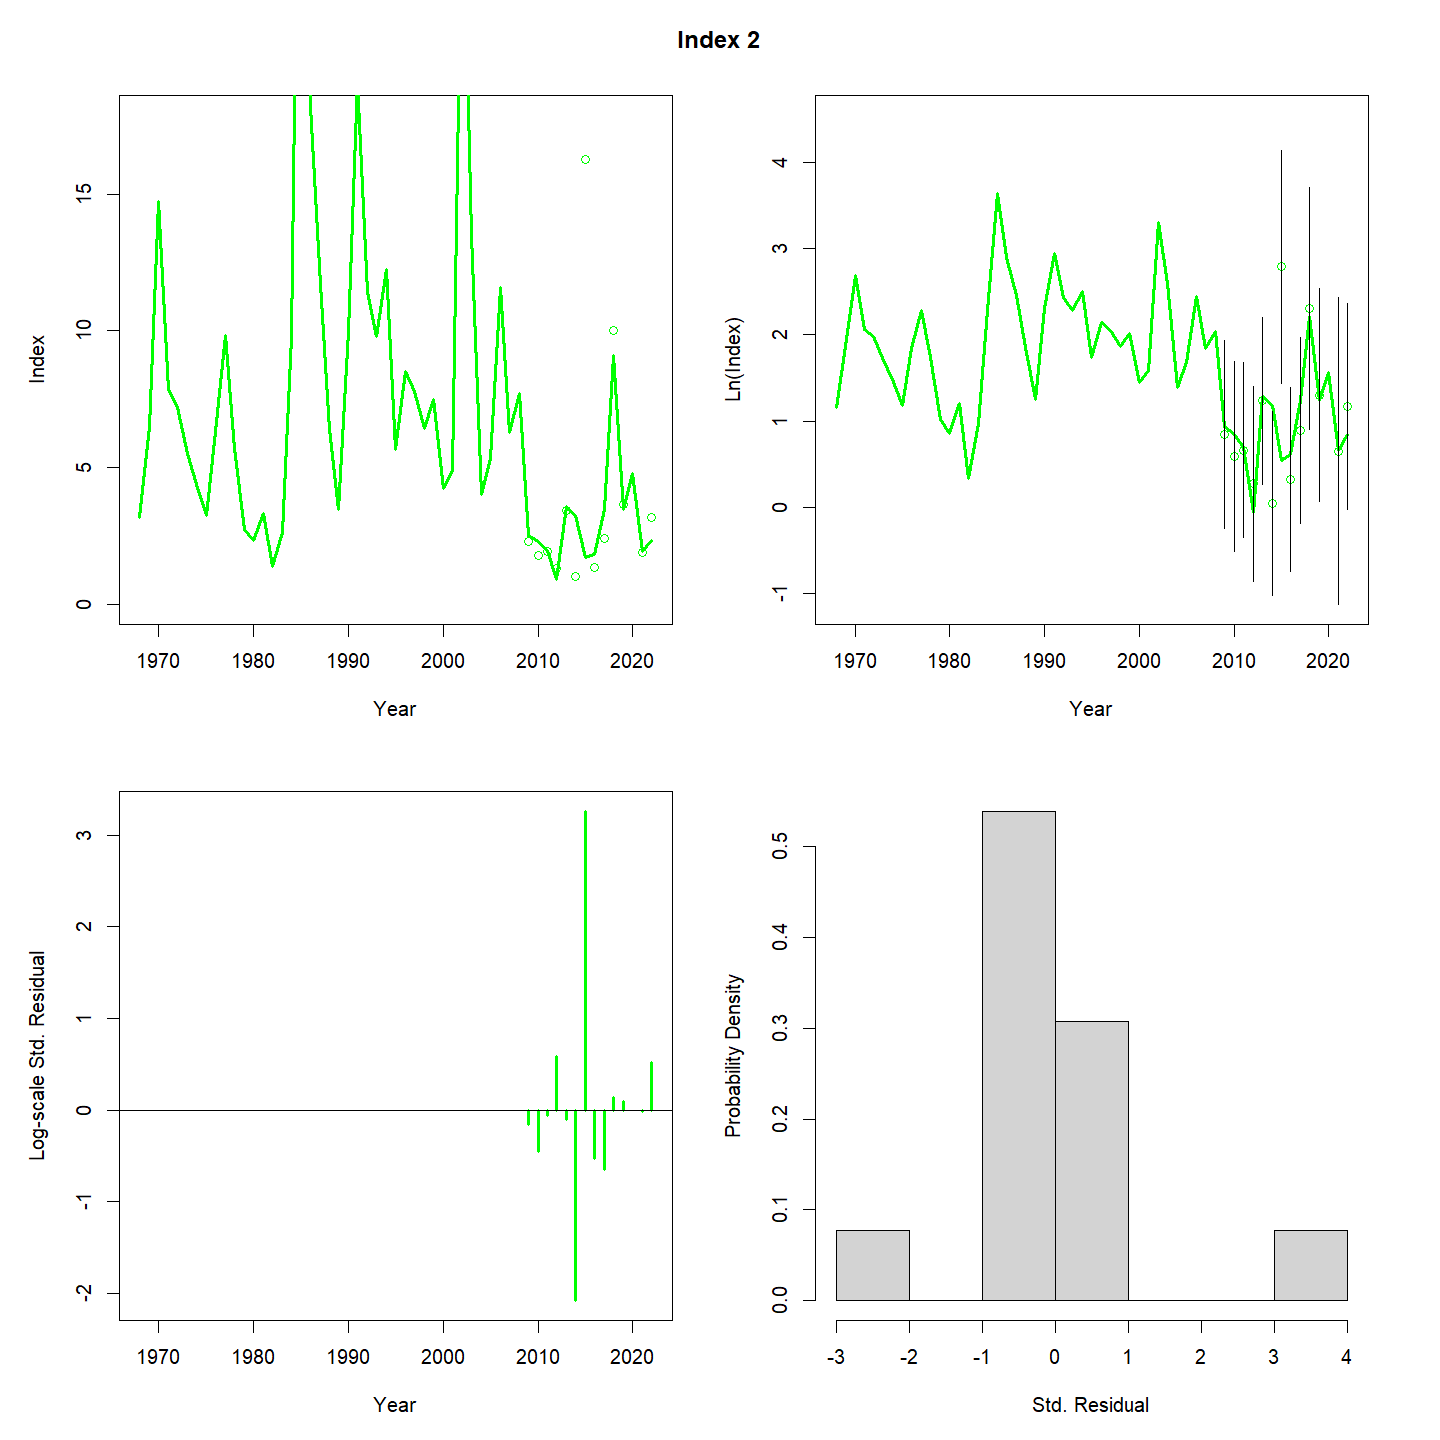 Index 2
Index
0 5 10 15
1970 1980 1990 2000 2010 2020
Year
Ln(Index)
-1 0 1 2 3 4
1970 1980 1990 2000 2010 2020
Year
Log-scale Std. Residual
-2 -1 0 1 2 3
1970 1980 1990 2000 2010 2020
Year
Probability Density
0.0 0.1 0.2 0.3 0.4 0.5
-3 -2 -1 0 1 2 3 4
Std. Residual